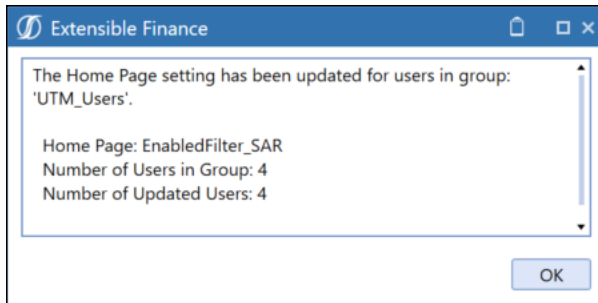 Extensible Finance
The Home Page setting has been updated for users in group:
'UTM_Users'.
Home Page: EnabledFilter_SAR
Number of Users in Group: 4
Number of Updated Users: 4
OK